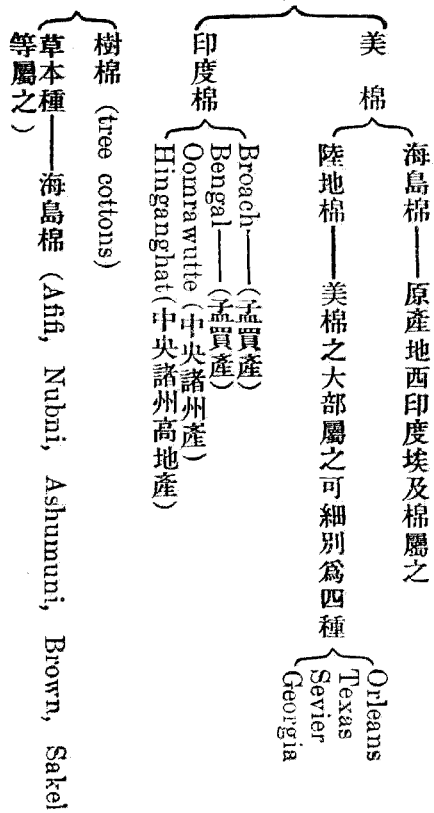 美棉
海島棉——原產地西印度埃及棉屬之
陸地棉——美棉之大部屬之可細別爲四種
Orleans
Texas
Sevier
Georgia
印度棉
Broach——(孟買產)
Bengal——(孟買產)
Oomrawutte(中央諸州產)
Hinganghat(中央諸州高地產)
樹棉 (tree cottons)
草本種——海島棉 (Afifi, Nubni, Ashumuni, Brown, Sakel
等屬之)